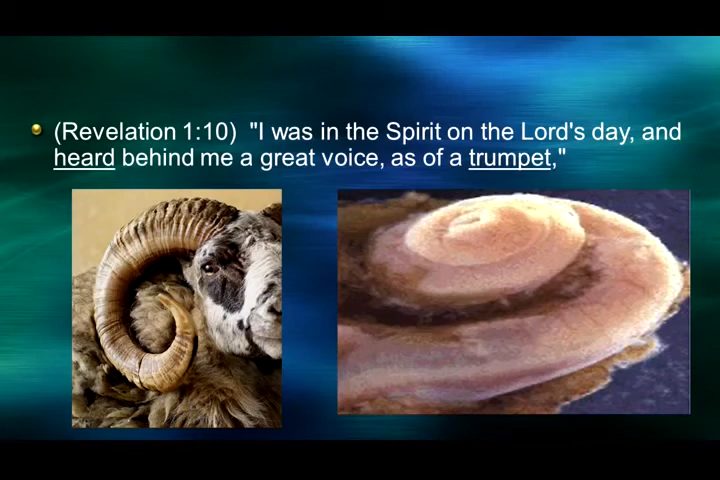 (Revelation 1:10) "I was in the Spirit on the Lord's day, and
heard behind me a great voice, as of a trumpet,"